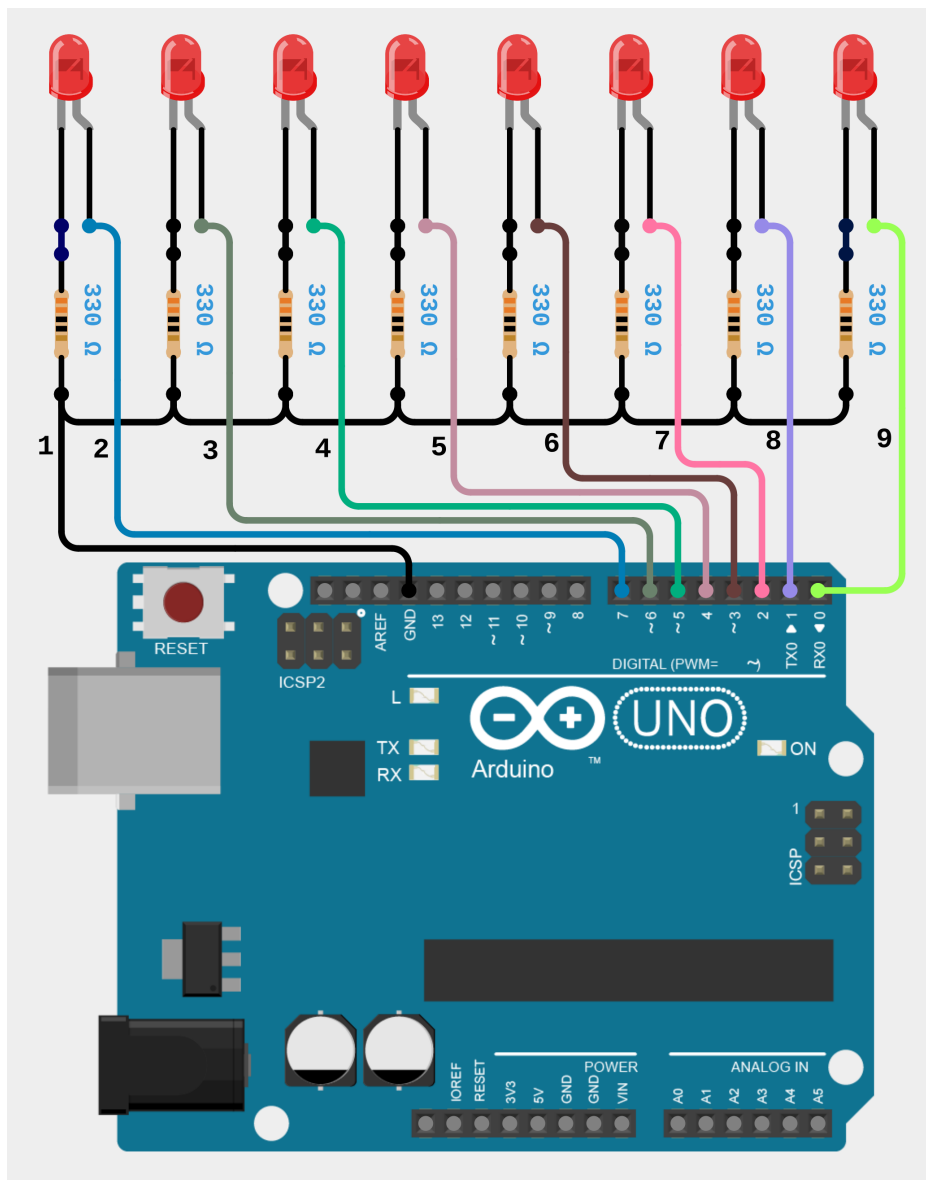 330 Ω
330 Ω
330 Ω
330 Ω
330 Ω
330 Ω
330 Ω
330 Ω
1
2
3
4
5
6
7
8
9
RESET
ICSP2
AREF
GND
13
12
~11
~10
~9
8
7
~6
~5
4
~3
2
TX0 ▶ 1
RX0 ◀ 0
DIGITAL (PWM= ~)
L
TX
RX
Arduino
™
UNO
ON
1
ICSP
POWER
ANALOG IN
IOREF
RESET
3V3
5V
GND
GND
VIN
A0
A1
A2
A3
A4
A5